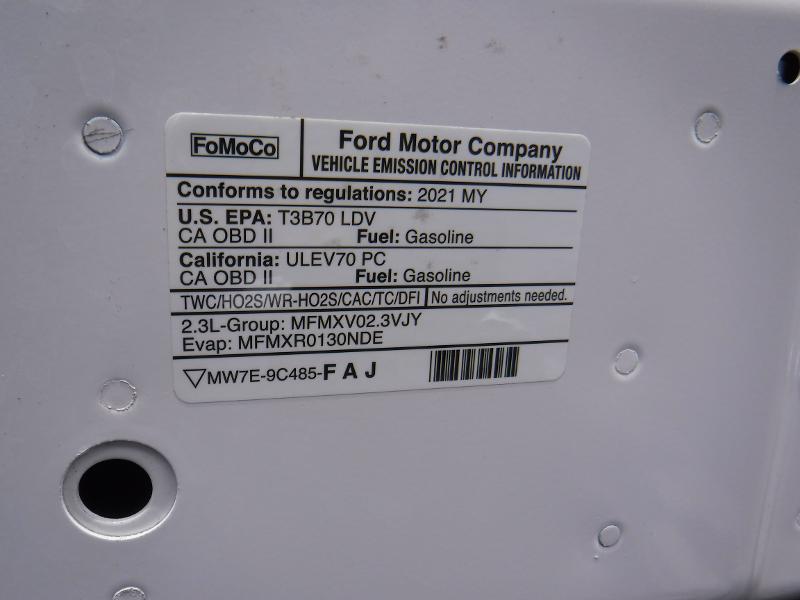 FoMoCo
Ford Motor Company
VEHICLE EMISSION CONTROL INFORMATION
Conforms to regulations: 2021 MY
U.S. EPA: T3B70 LDV
CA OBD II Fuel: Gasoline
California: ULEV70 PC
CA OBD II Fuel: Gasoline
TWC/HO2S/WR-HO2S/CAC/TC/DFI No adjustments needed.
2.3L-Group: MFMXV02.3VJY
Evap: MFMXR0130NDE
▽MW7E-9C485-FAJ